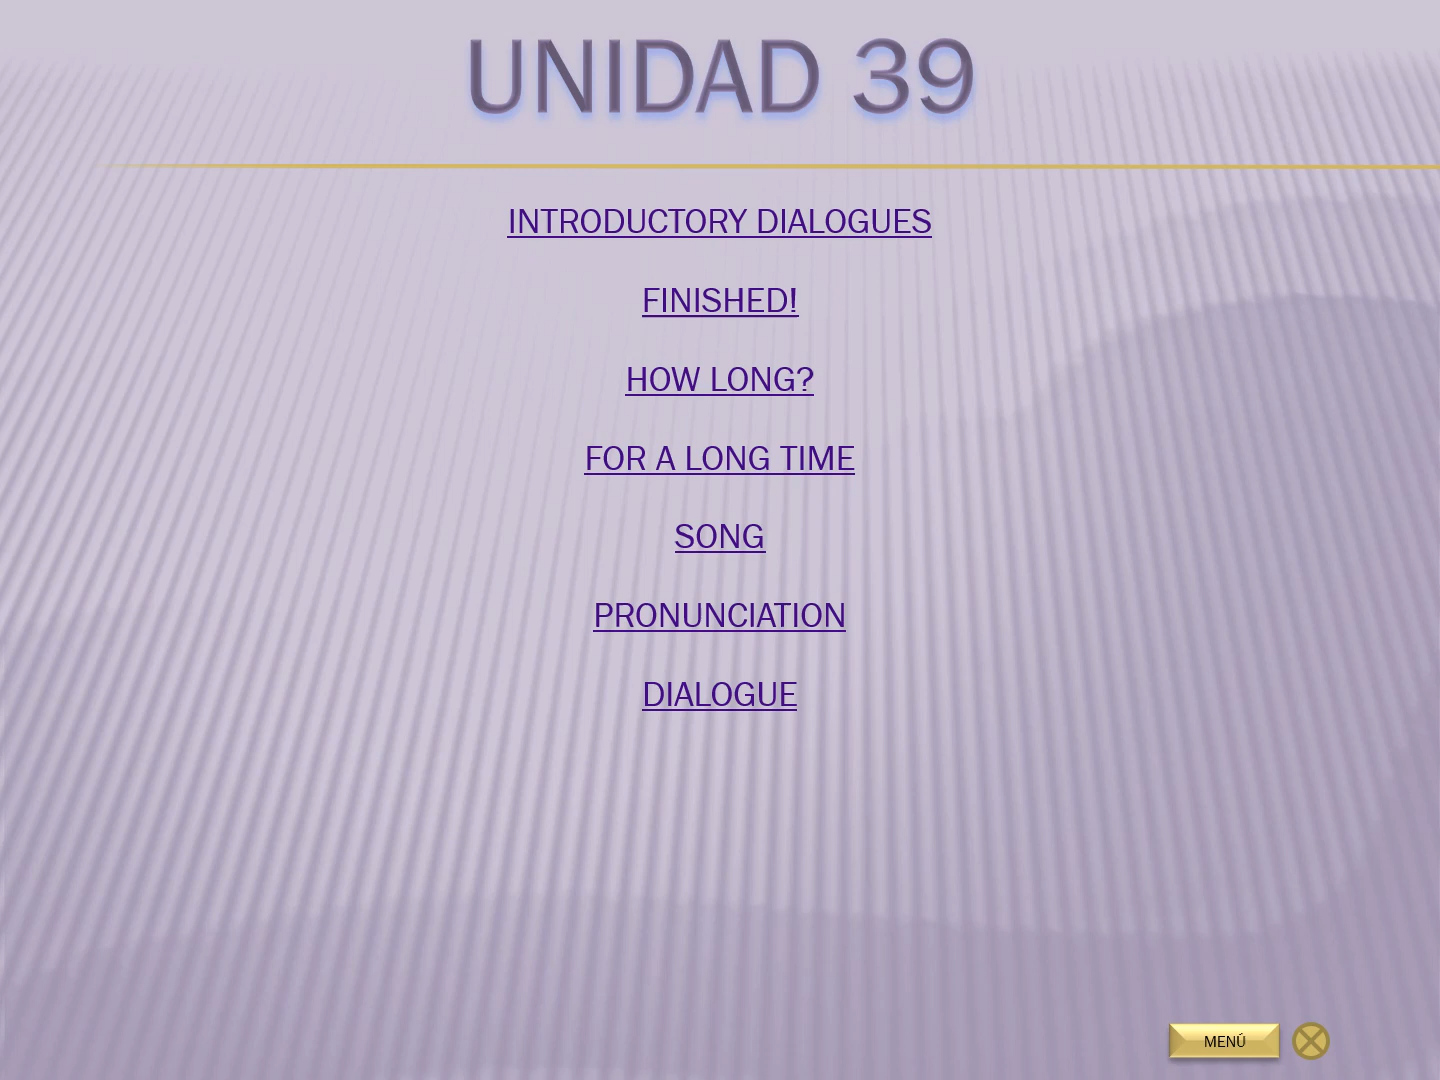 UNIDAD 39
INTRODUCTORY DIALOGUES
FINISHED!
HOW LONG?
FOR A LONG TIME
SONG
PRONUNCIATION
DIALOGUE
MENÚ